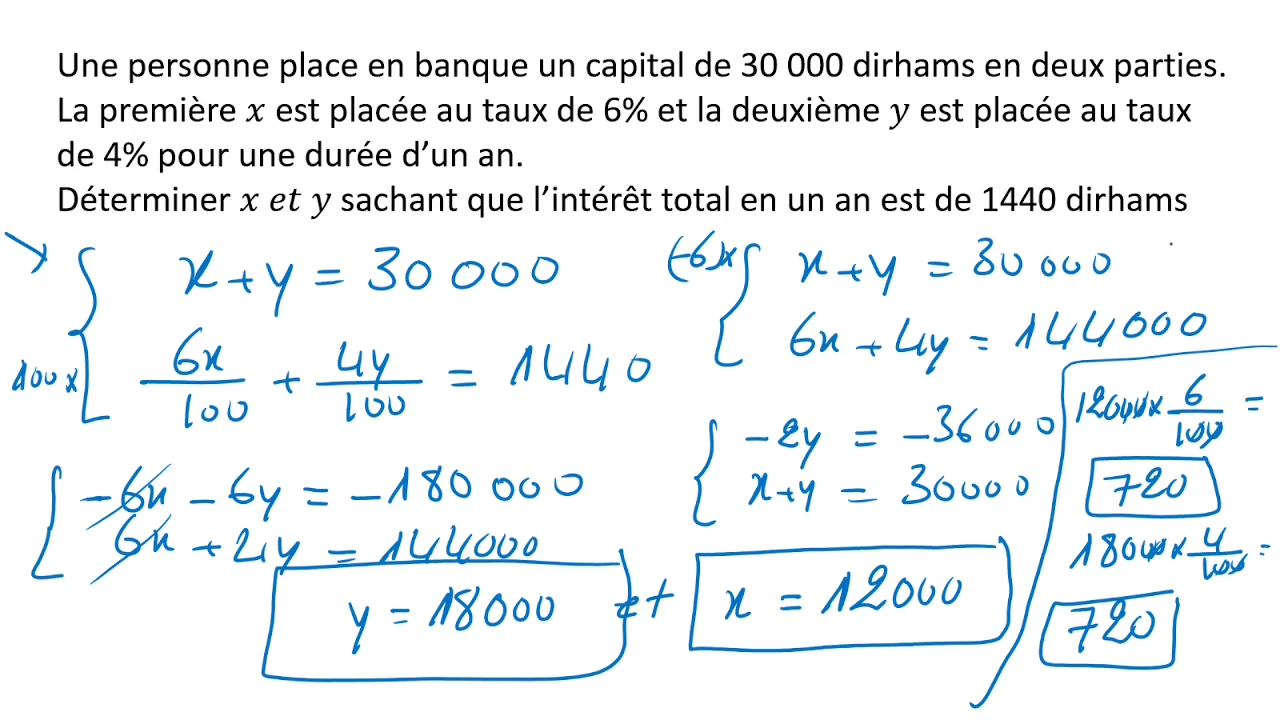 Une personne place en banque un capital de 30 000 dirhams en deux parties.
La première x est placée au taux de 6% et la deuxième y est placée au taux
de 4% pour une durée d’un an.
Déterminer x et y sachant que l’intérêt total en un an est de 1440 dirhams
x + y = 30 000
100 x
6x/100 + 4y/100 = 1440
-6x - 6y = -180 000
6x + 4y = 144000
y = 18000 et x = 12000
(-6)x
x + y = 30 000
6x + 4y = 144000
-2y = -36000
x+y = 30000
12000 x 6/100 =
720
18000 x 4/100 =
720